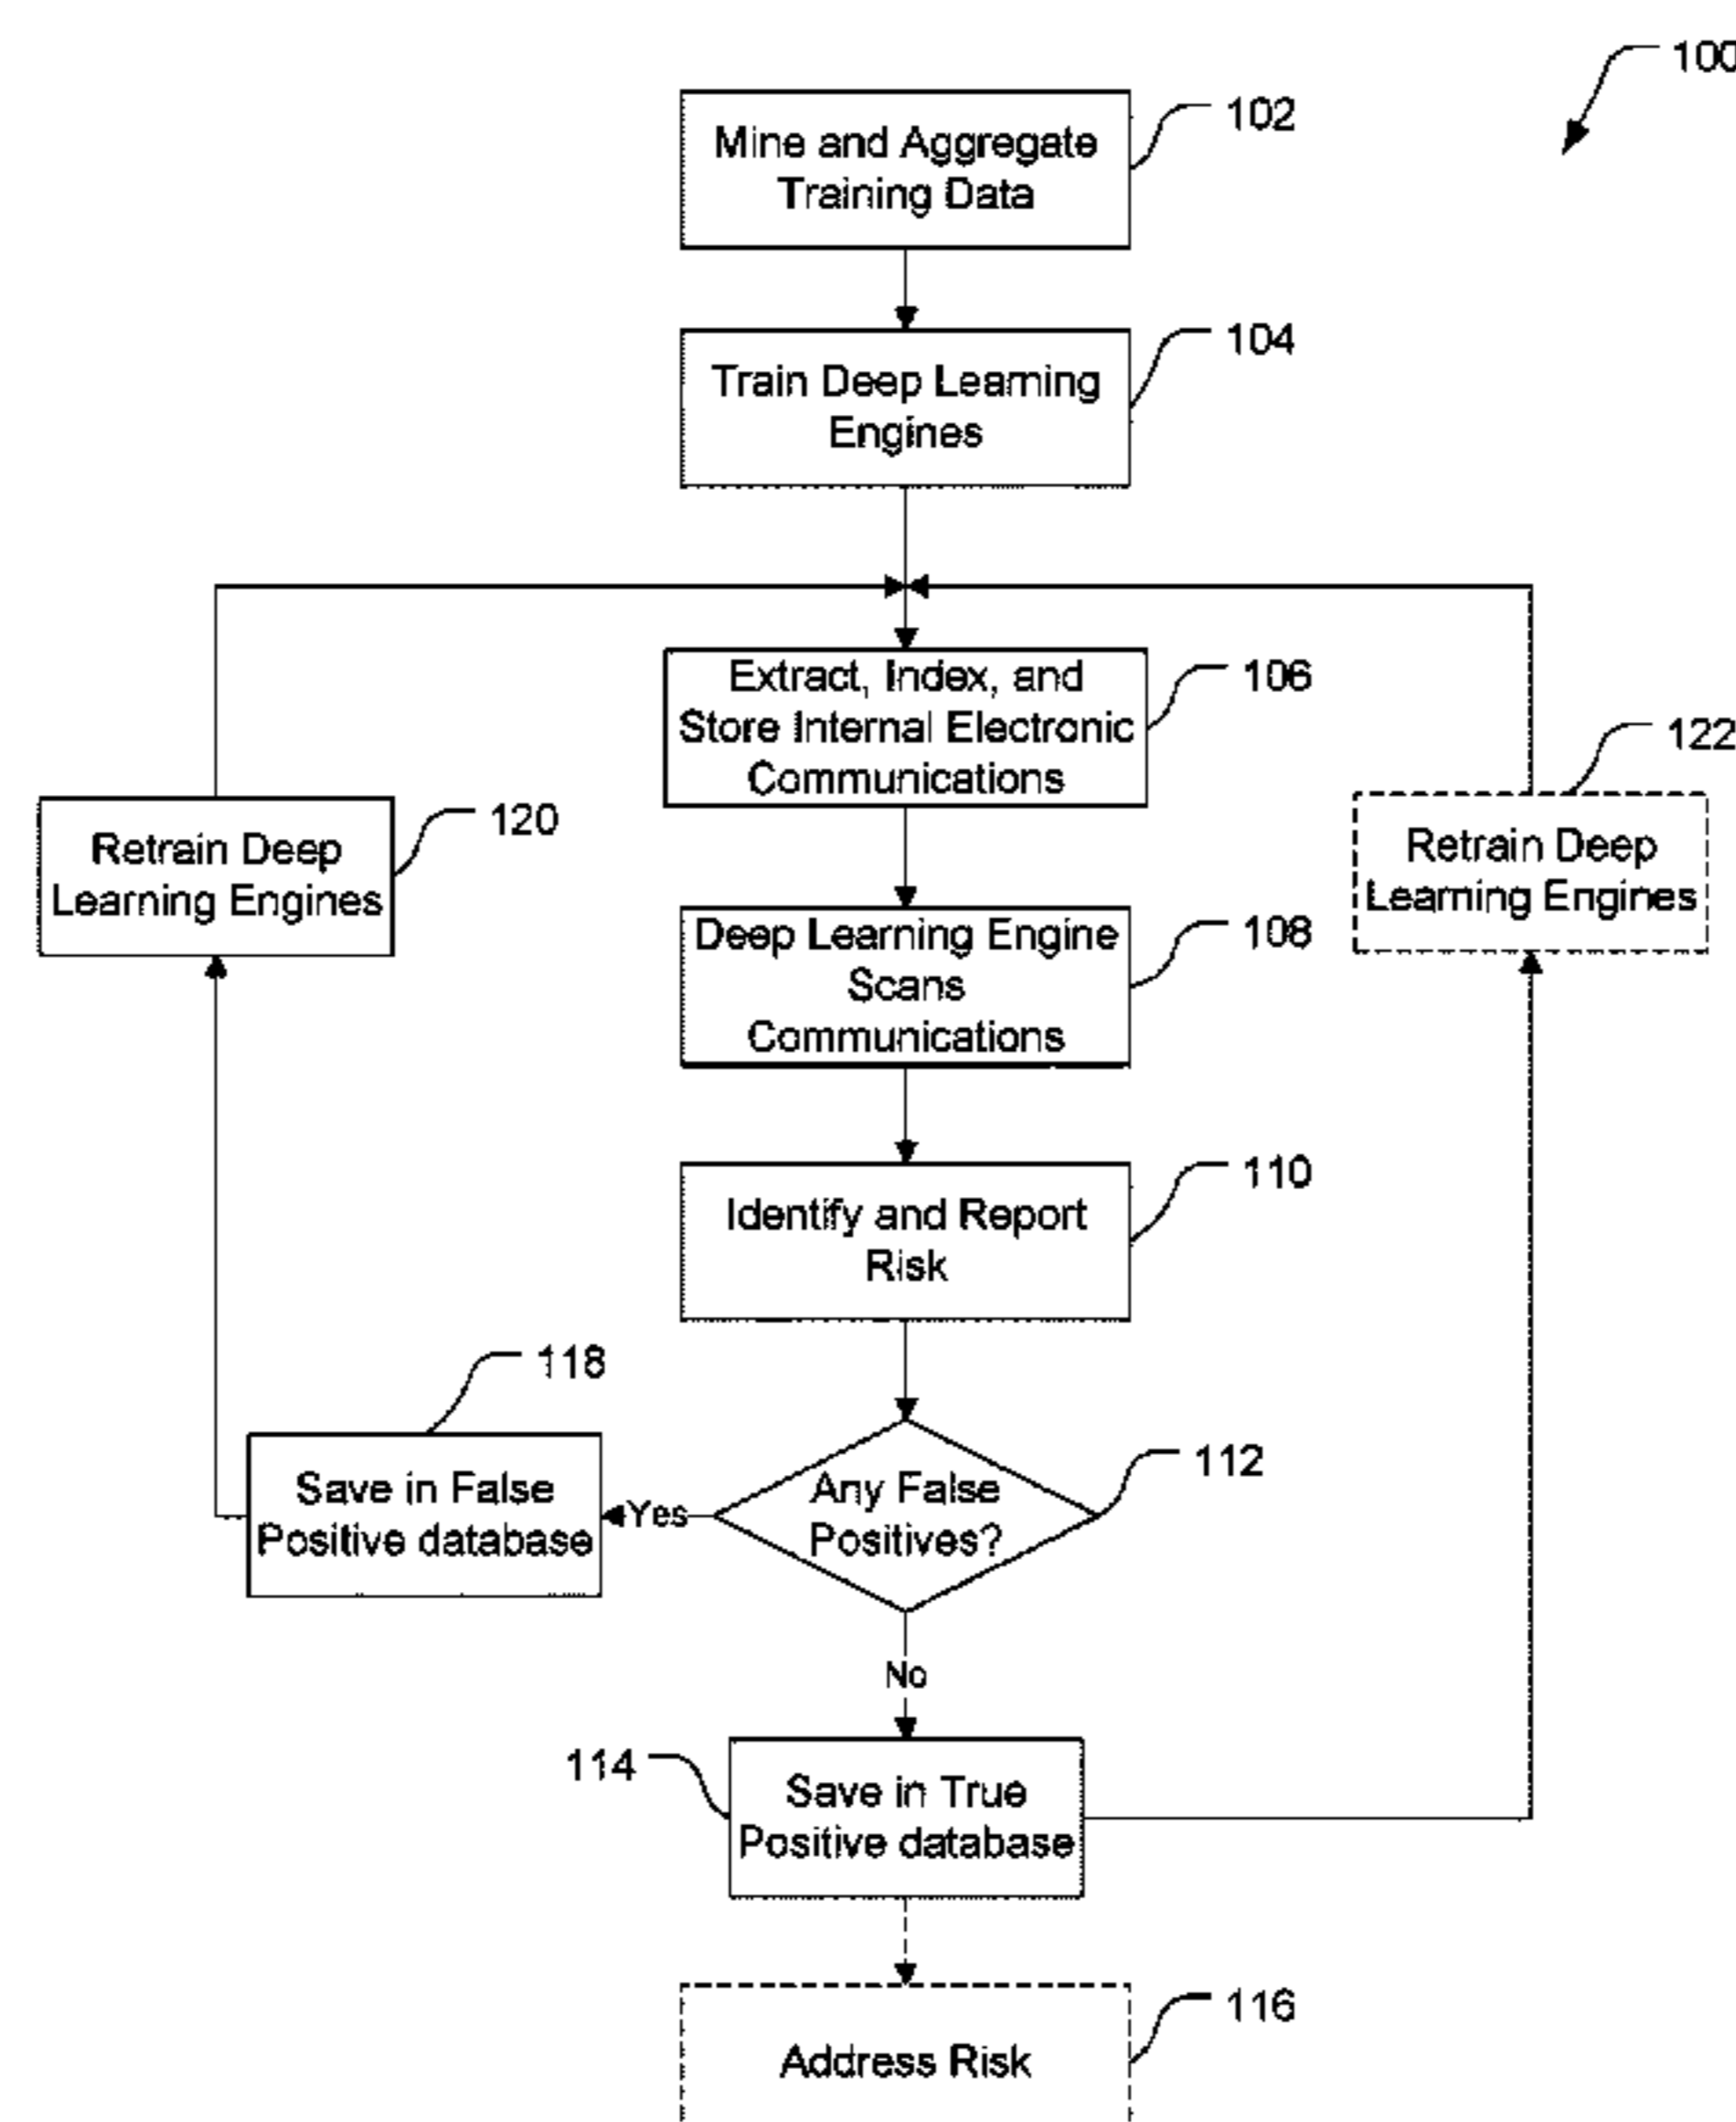 100
102
Mine and Aggregate
Training Data
104
Train Deep Learning
Engines
106
Extract, Index, and
Store Internal Electronic
Communications
120
Retrain Deep
Learning Engines
122
Retrain Deep
Learning Engines
108
Deep Learning Engine
Scans
Communications
110
Identify and Report
Risk
118
Save in False
Positive database
Yes
112
Any False
Positives?
No
114
Save in True
Positive database
116
Address Risk